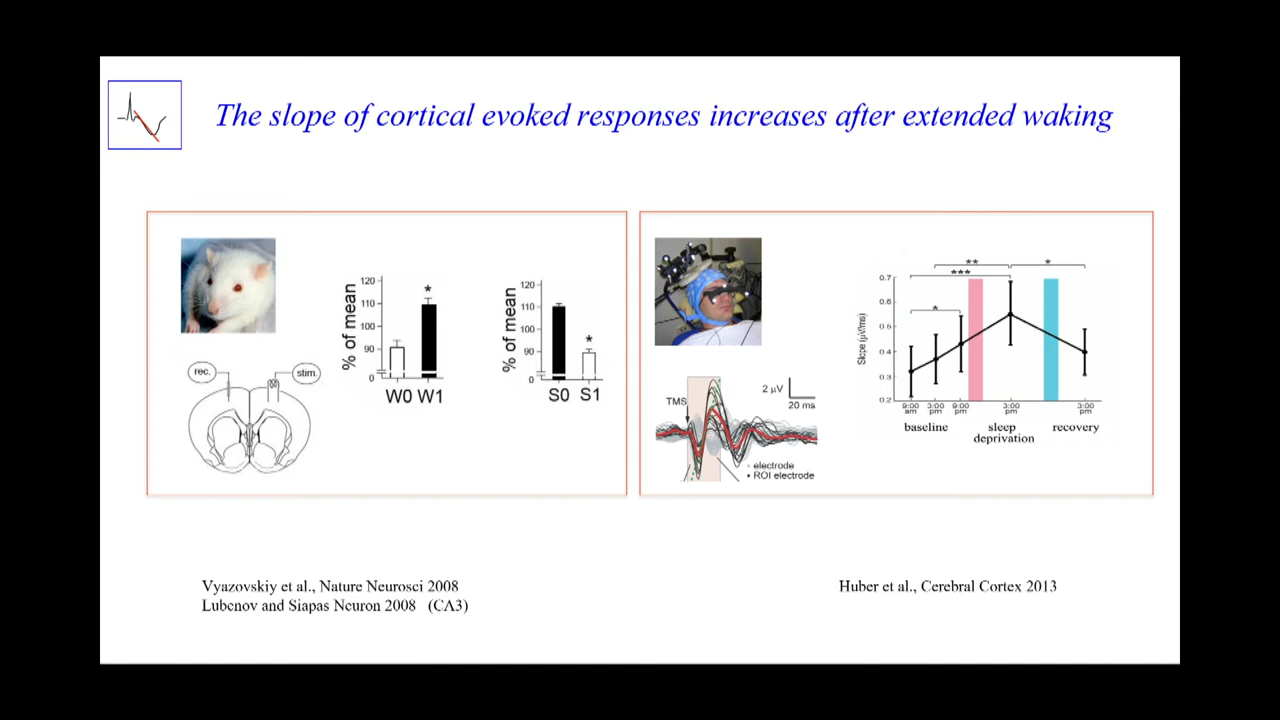 The slope of cortical evoked responses increases after extended waking
rec.
stim.
% of mean
120
110
100
90
0
*
W0 W1
% of mean
120
110
100
90
0
*
S0 S1
TMS
2 µV
20 ms
electrode
ROI electrode
Slope (µV/ms)
0.7
0.6
0.5
0.4
0.3
0.2
** *
***
*
9:00 am
3:00 pm
9:00 pm
3:00 pm
3:00 pm
baseline
sleep deprivation
recovery
Vyazovskiy et al., Nature Neurosci 2008
Lubenov and Siapas Neuron 2008 (CA3)
Huber et al., Cerebral Cortex 2013